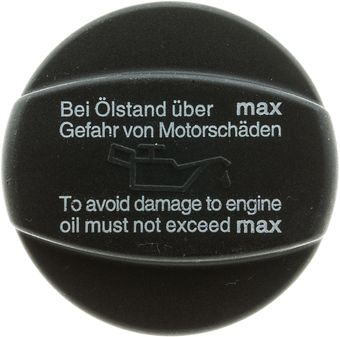 Bei Ölstand über max
Gefahr von Motorschäden
To avoid damage to engine
oil must not exceed max